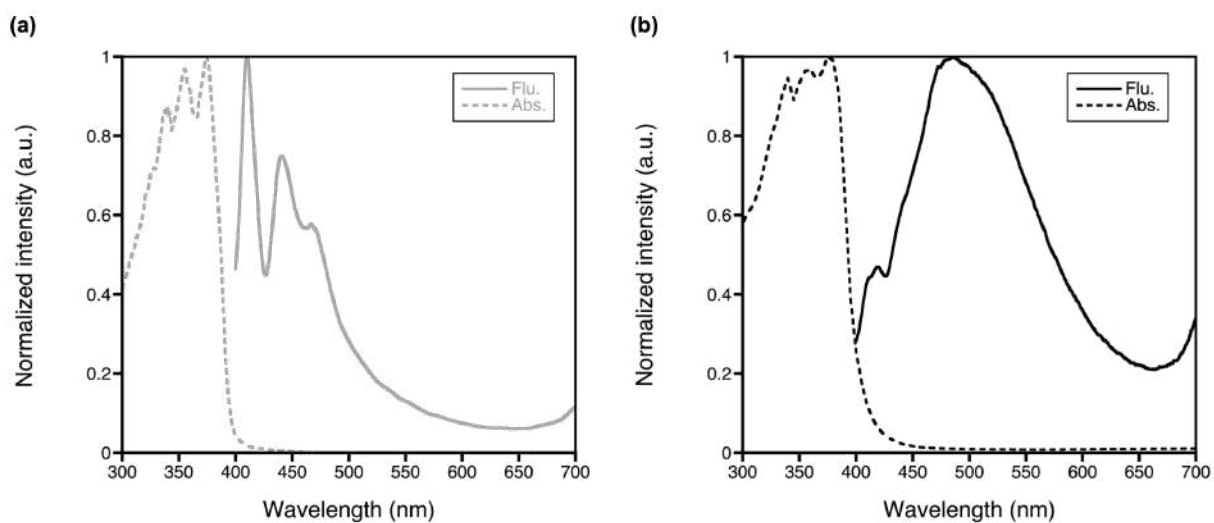 (a)
Normalized intensity (a.u.)
1
0.8
0.6
0.4
0.2
0
300 350 400 450 500 550 600 650 700
Wavelength (nm)
Flu.
Abs.
(b)
Normalized intensity (a.u.)
1
0.8
0.6
0.4
0.2
0
300 350 400 450 500 550 600 650 700
Wavelength (nm)
Flu.
Abs.